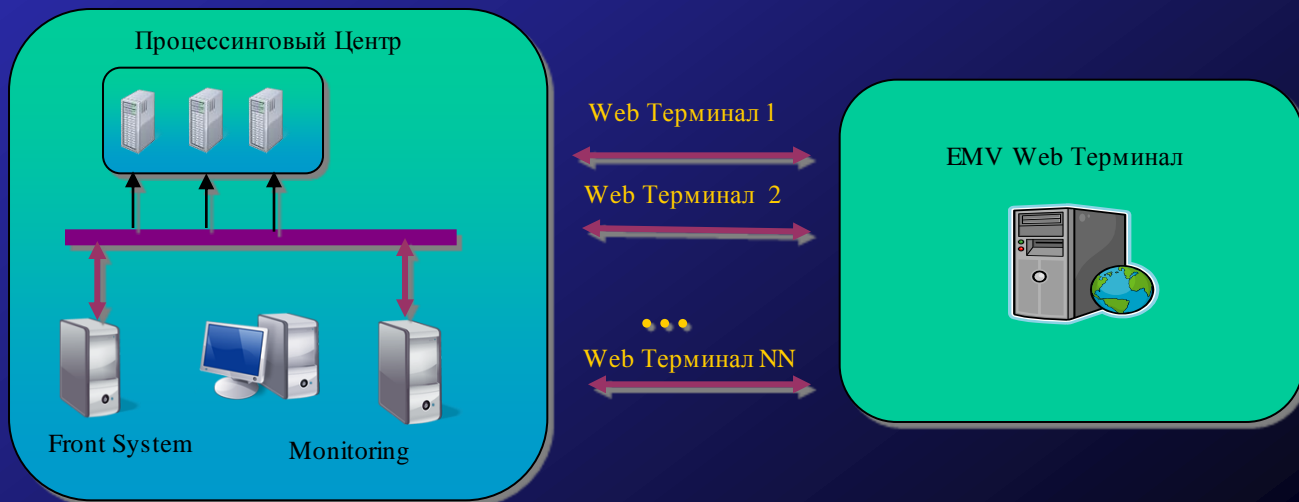 Процессинговый Центр
Web Терминал 1
EMV Web Терминал
Web Терминал 2
...
Web Терминал NN
Front System
Monitoring